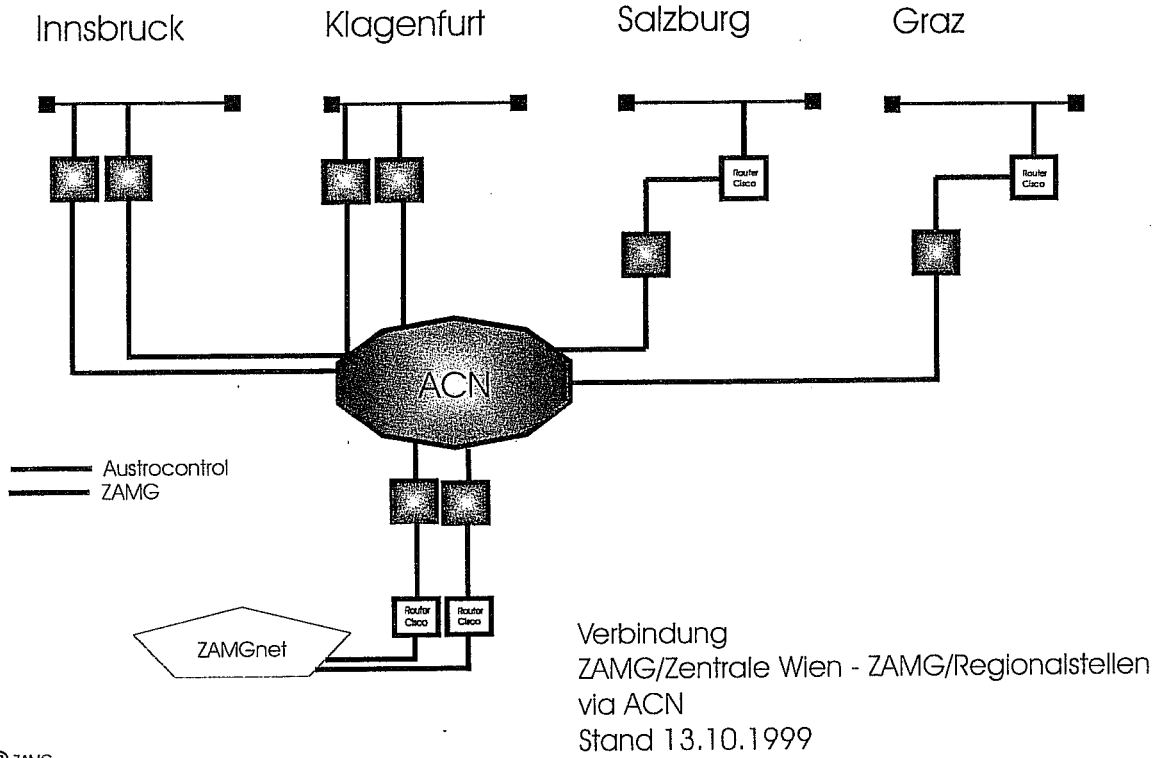 Innsbruck
Klagenfurt
Salzburg
Graz
Router
Cisco
Router
Cisco
ACN
Austrocontrol
ZAMG
Router
Cisco
Router
Cisco
ZAMGnet
Verbindung
ZAMG/Zentrale Wien - ZAMG/Regionalstellen
via ACN
Stand 13.10.1999